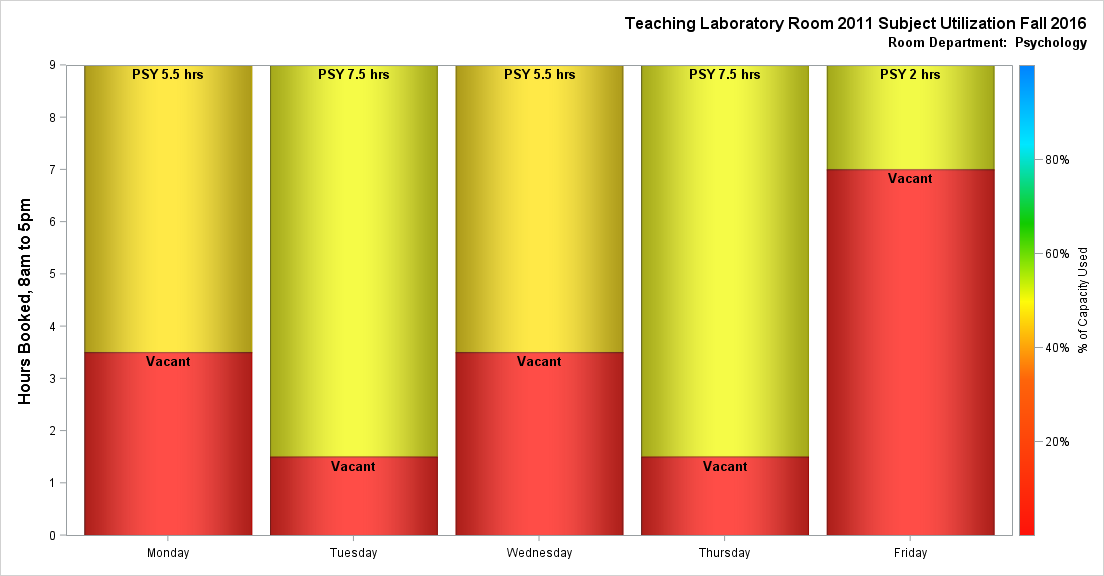 Teaching Laboratory Room 2011 Subject Utilization Fall 2016
Room Department:  Psychology
Hours Booked, 8am to 5pm
9
8
7
6
5
4
3
2
1
0
PSY 5.5 hrs
Vacant
PSY 7.5 hrs
Vacant
PSY 5.5 hrs
Vacant
PSY 7.5 hrs
Vacant
PSY 2 hrs
Vacant
Monday
Tuesday
Wednesday
Thursday
Friday
80%
60%
40%
20%
% of Capacity Used